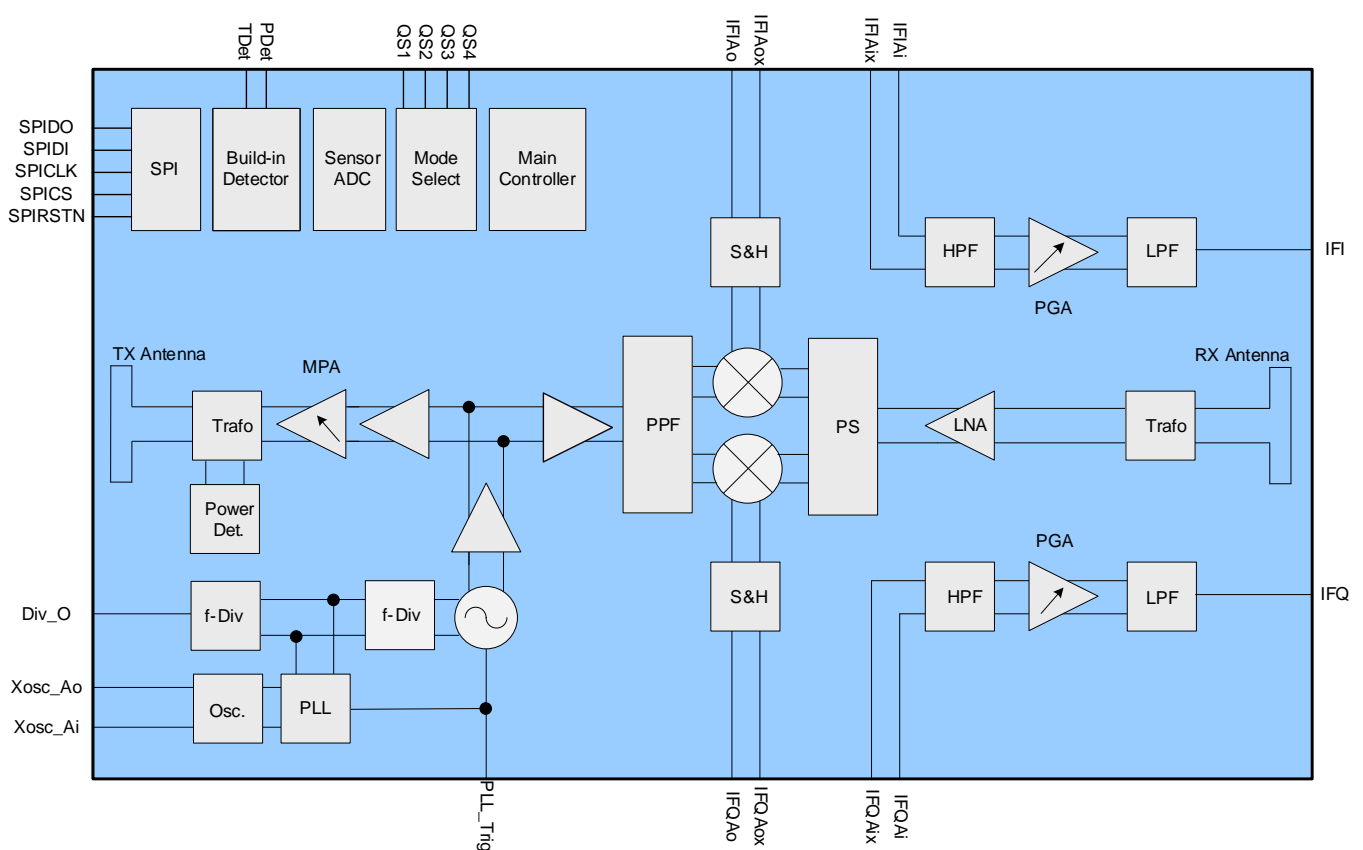 TDet
PDet
QS1
QS2
QS3
QS4
IFIAo
IFIAox
IFIAix
IFIAi
SPIDO
SPIDI
SPICLK
SPICS
SPIRSTN
SPI
Build-in
Detector
Sensor
ADC
Mode
Select
Main
Controller
S&H
HPF
PGA
LPF
IFI
TX Antenna
MPA
Trafo
Power
Det.
PPF
PS
LNA
Trafo
RX Antenna
Div_O
f-Div
f-Div
S&H
PGA
HPF
LPF
IFQ
Xosc_Ao
Xosc_Ai
Osc.
PLL
PLL_Trig
IFQAo
IFQAox
IFQAix
IFQAi